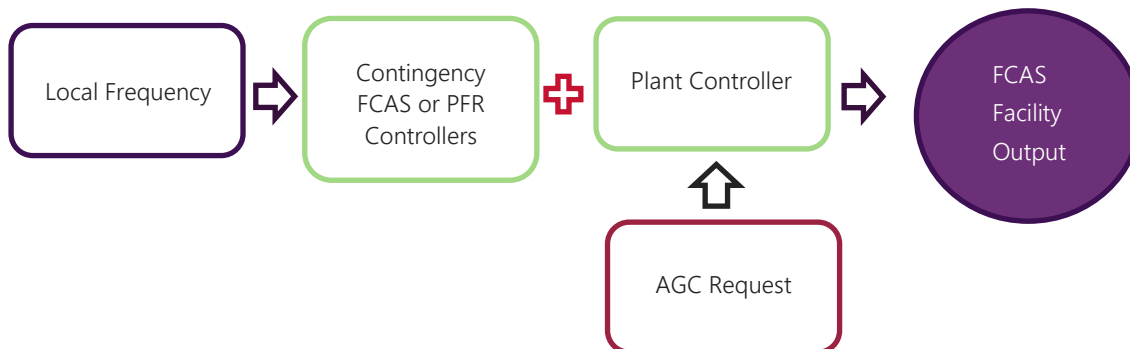 Local Frequency
Contingency
FCAS or PFR
Controllers
Plant Controller
FCAS
Facility
Output
AGC Request